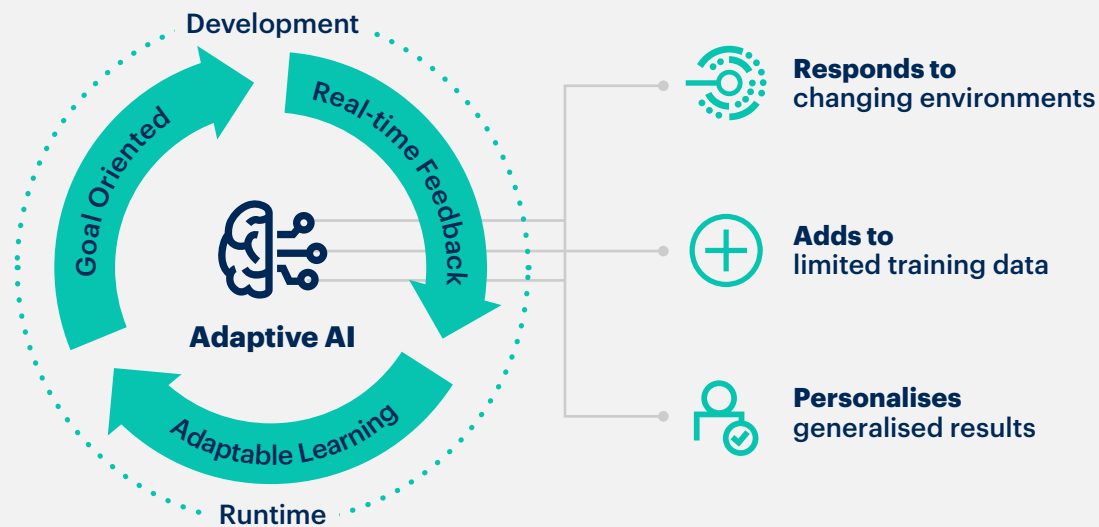 Development
Goal Oriented
Real-time Feedback
Adaptive AI
Adaptable Learning
Runtime
Responds to
changing environments
Adds to
limited training data
Personalises
generalised results